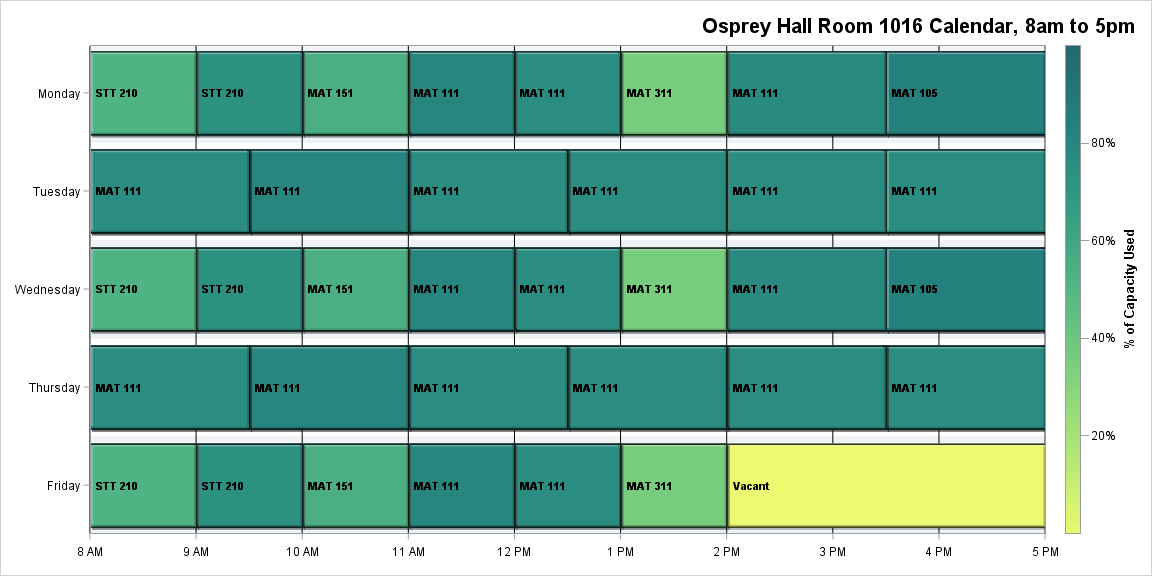 Osprey Hall Room 1016 Calendar, 8am to 5pm
Monday STT 210 STT 210 MAT 151 MAT 111 MAT 111 MAT 311 MAT 111 MAT 105
Tuesday MAT 111 MAT 111 MAT 111 MAT 111 MAT 111 MAT 111
Wednesday STT 210 STT 210 MAT 151 MAT 111 MAT 111 MAT 311 MAT 111 MAT 105
Thursday MAT 111 MAT 111 MAT 111 MAT 111 MAT 111 MAT 111
Friday STT 210 STT 210 MAT 151 MAT 111 MAT 111 MAT 311 Vacant
8 AM 9 AM 10 AM 11 AM 12 PM 1 PM 2 PM 3 PM 4 PM 5 PM
80%
60%
40%
20%
% of Capacity Used